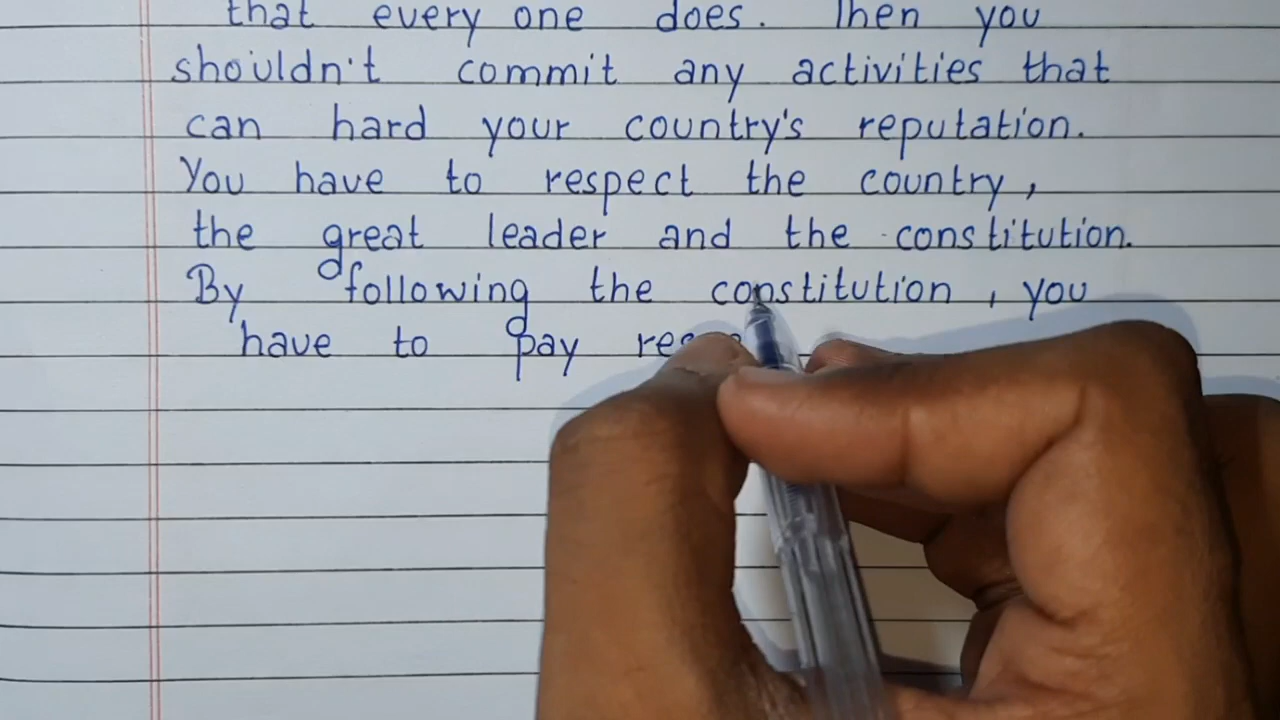 that every one does. Then you
shouldn't commit any activities that
can hard your country's reputation.
You have to respect the country,
the great leader and the constitution.
By following the constitution, you
have to pay